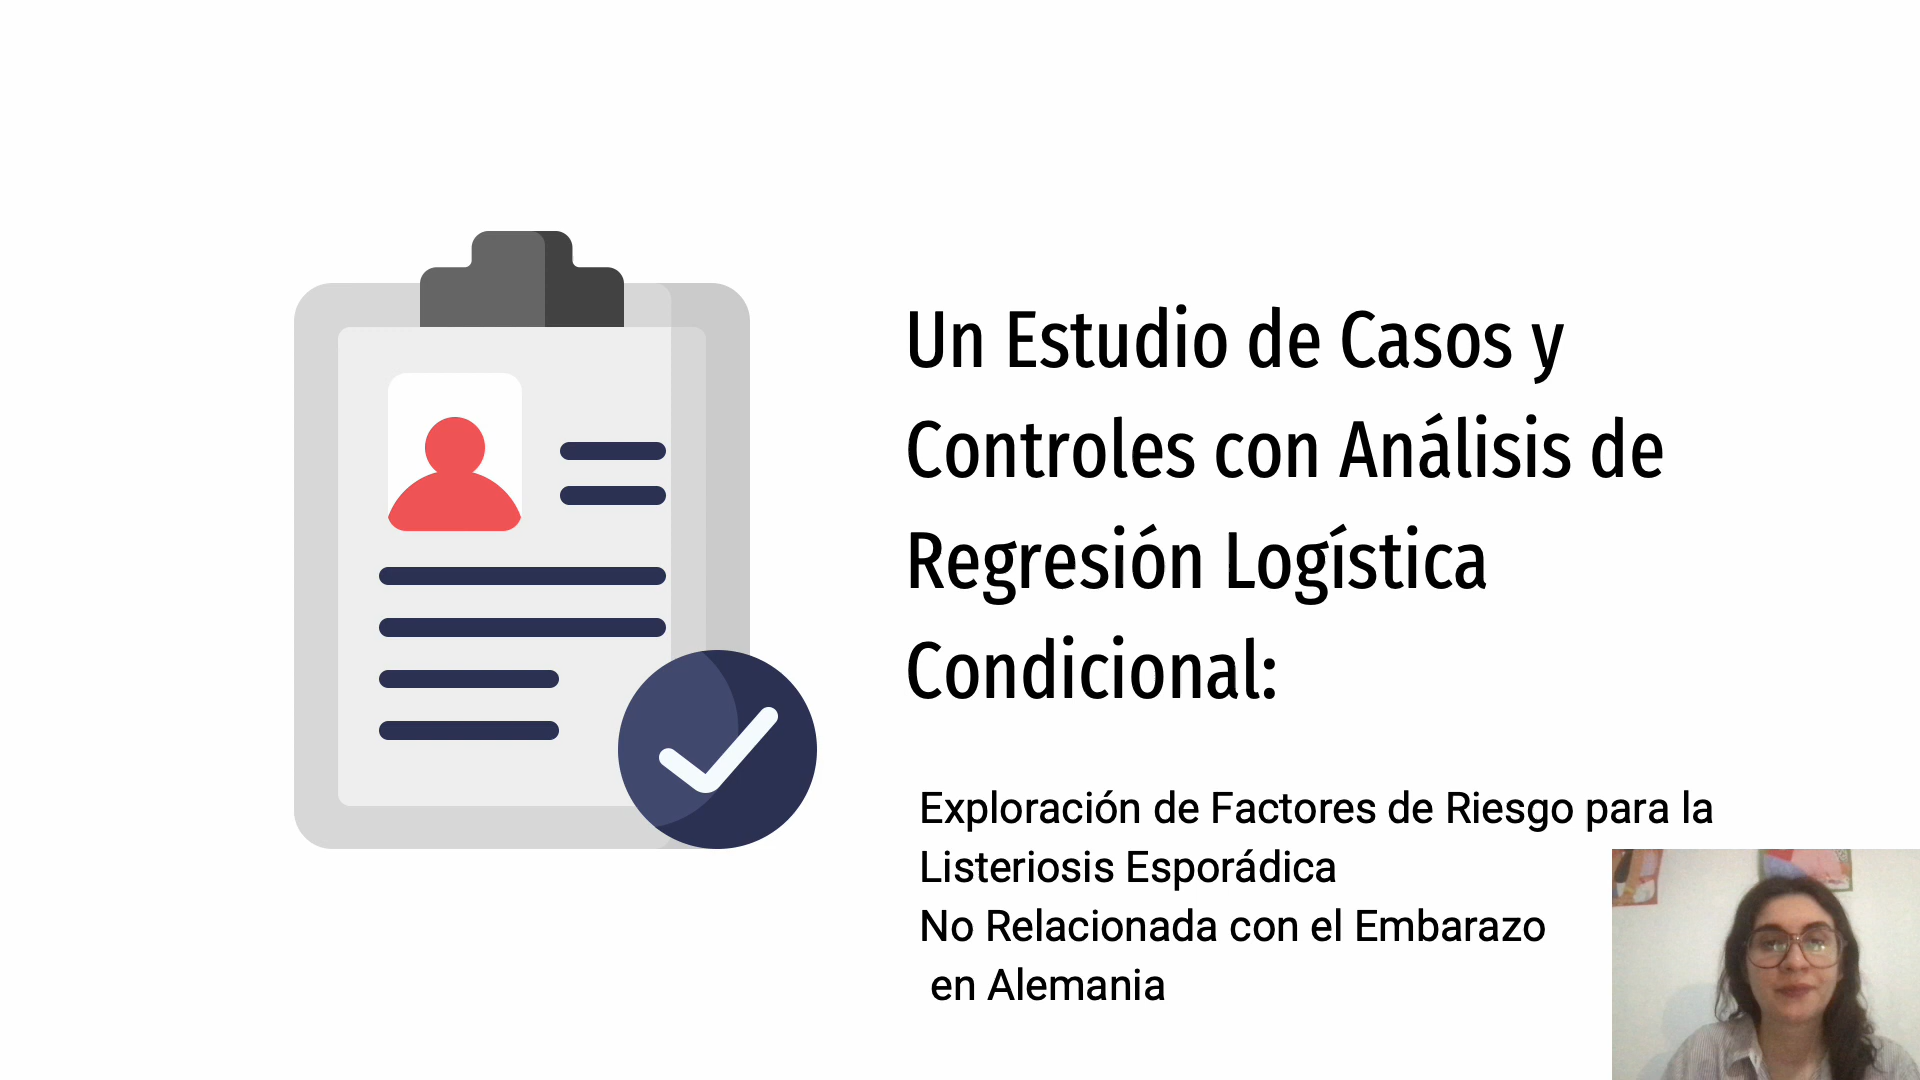 Un Estudio de Casos y
Controles con Análisis de
Regresión Logística
Condicional:
Exploración de Factores de Riesgo para la
Listeriosis Esporádica
No Relacionada con el Embarazo
en Alemania